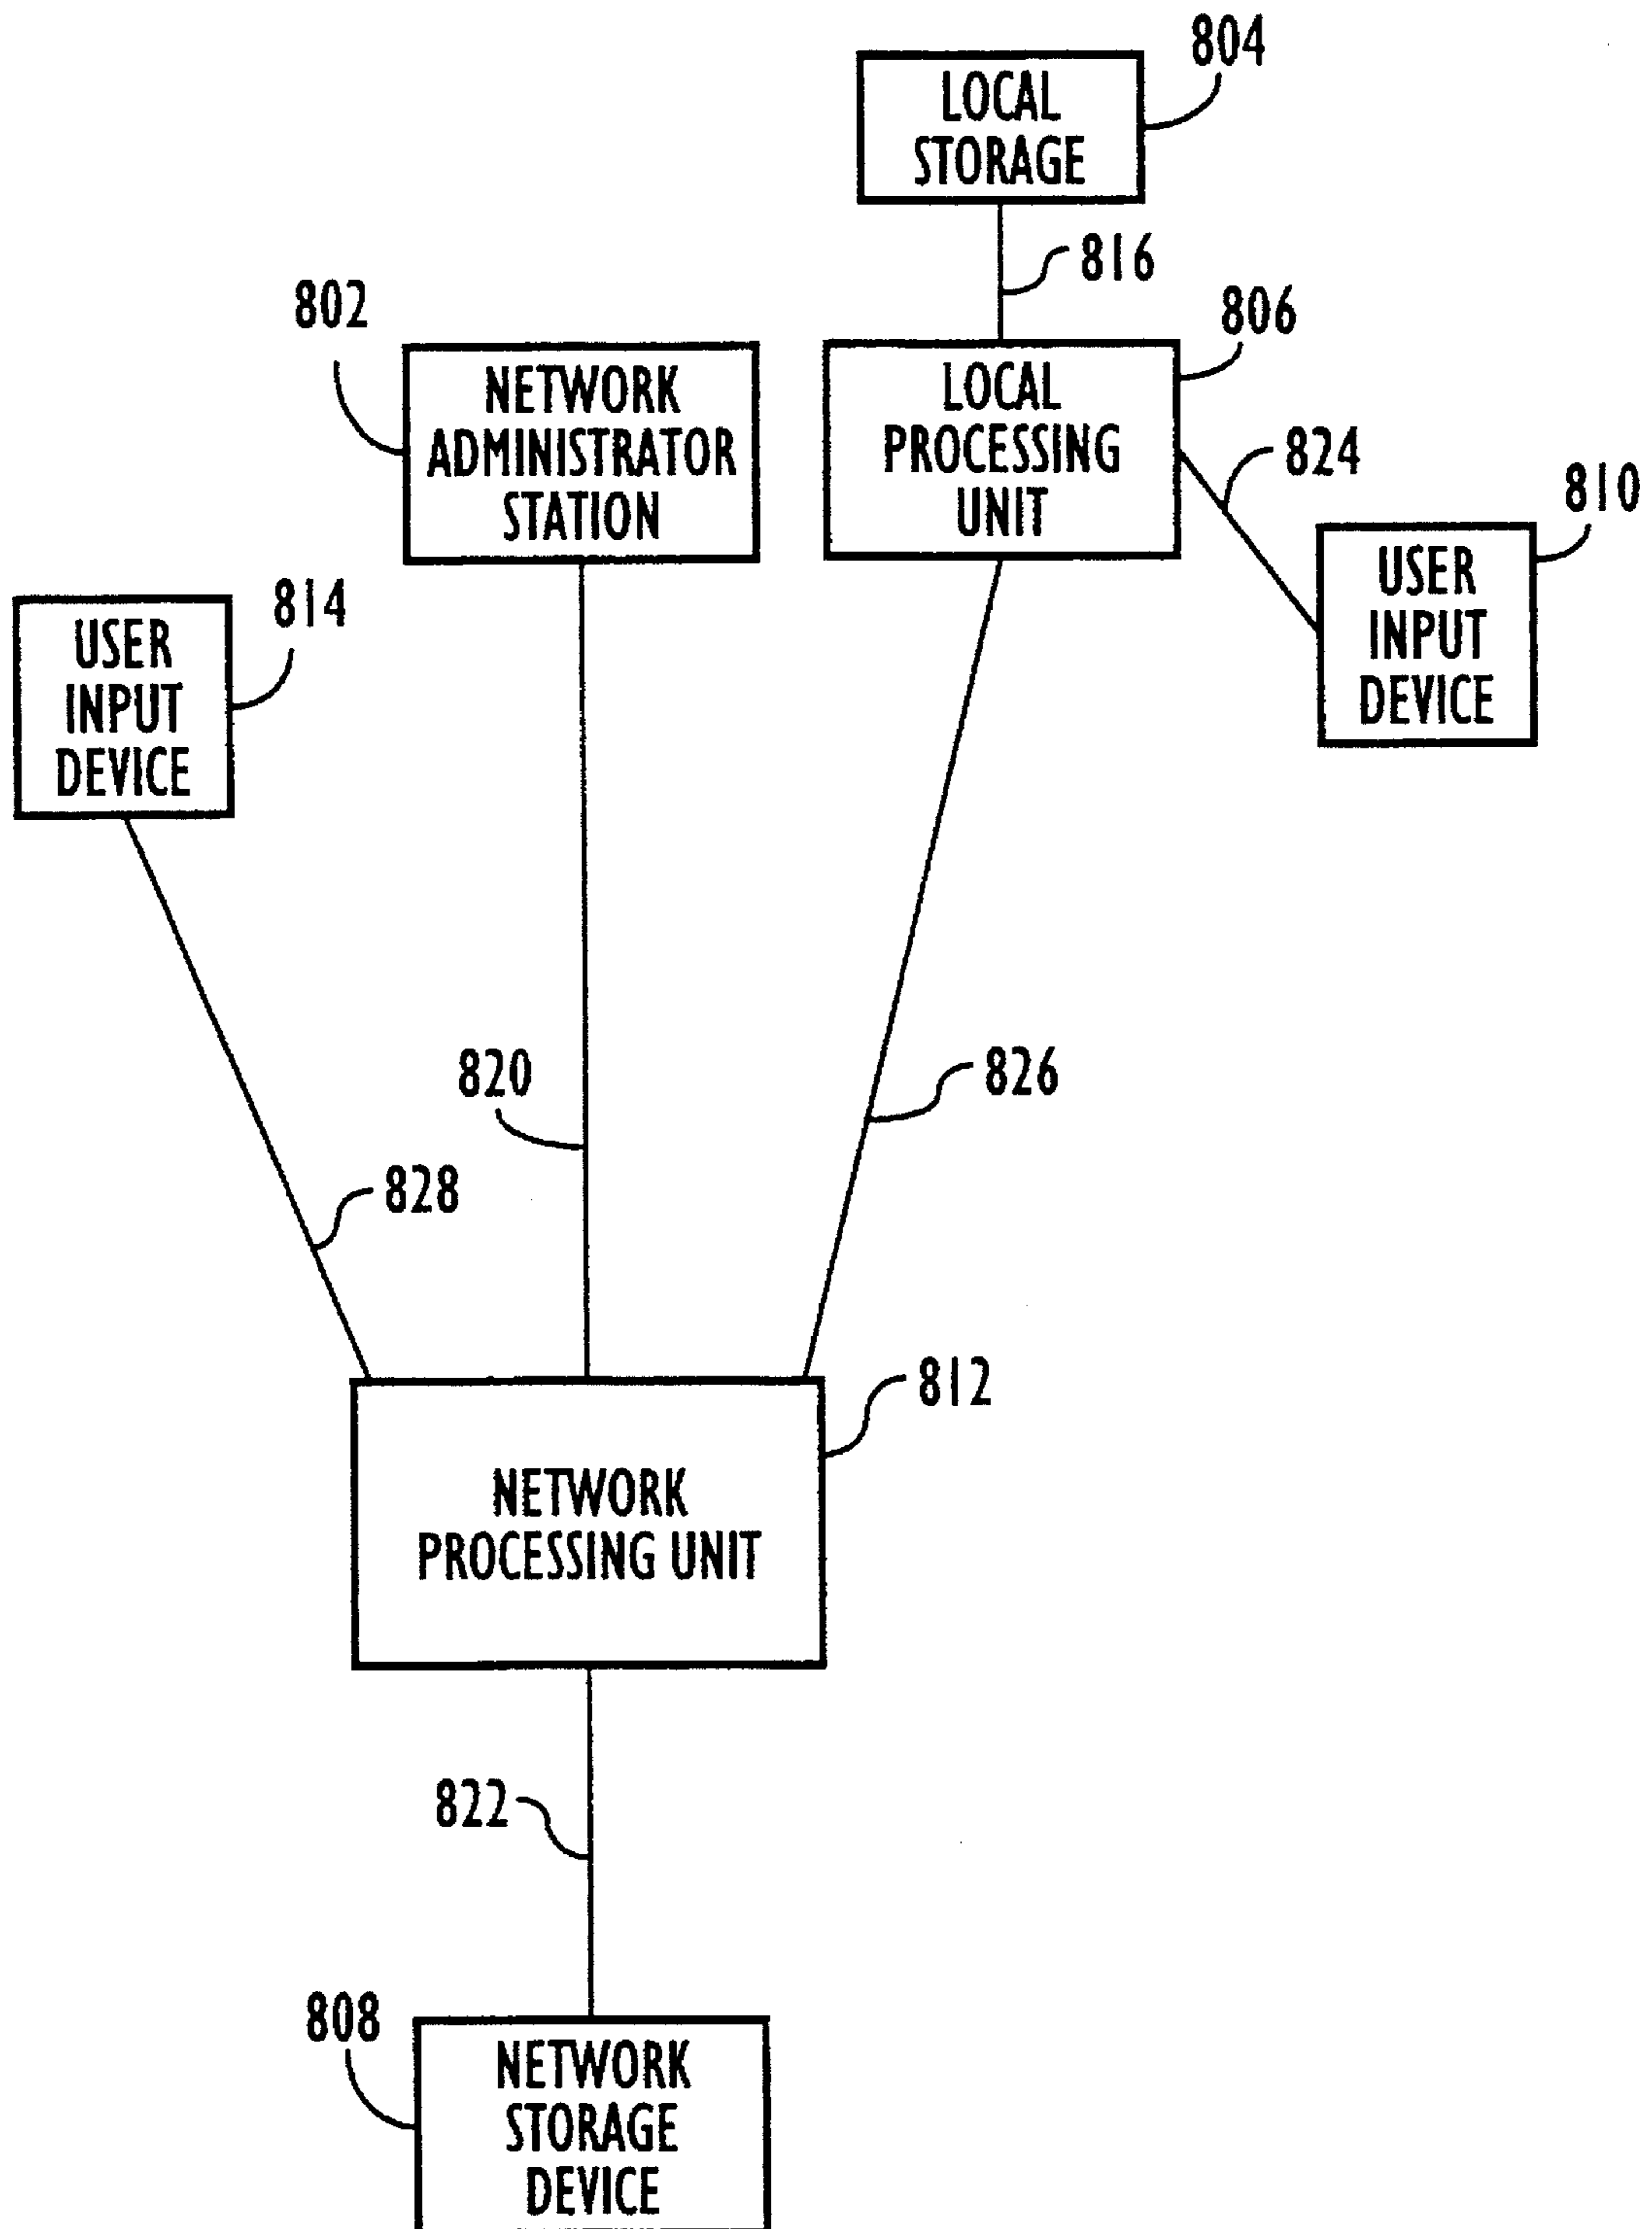 804
LOCAL
STORAGE
816
802
806
NETWORK
ADMINISTRATOR
STATION
LOCAL
PROCESSING
UNIT
824
810
814
USER
INPUT
DEVICE
USER
INPUT
DEVICE
820
826
828
812
NETWORK
PROCESSING UNIT
822
808
NETWORK
STORAGE
DEVICE